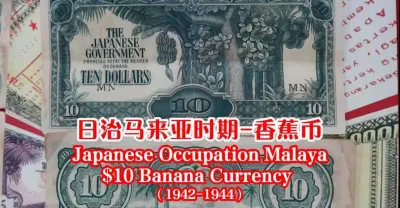 THE
JAPANESE
GOVERNMENT
PROMISES TO PAY THE BEARER
ON DEMAND
TEN DOLLARS
MN
MN
10
10
10
日治马来亚时期-香蕉币
Japanese Occupation Malaya
$10 Banana Currency
(1942-1944)
10
10